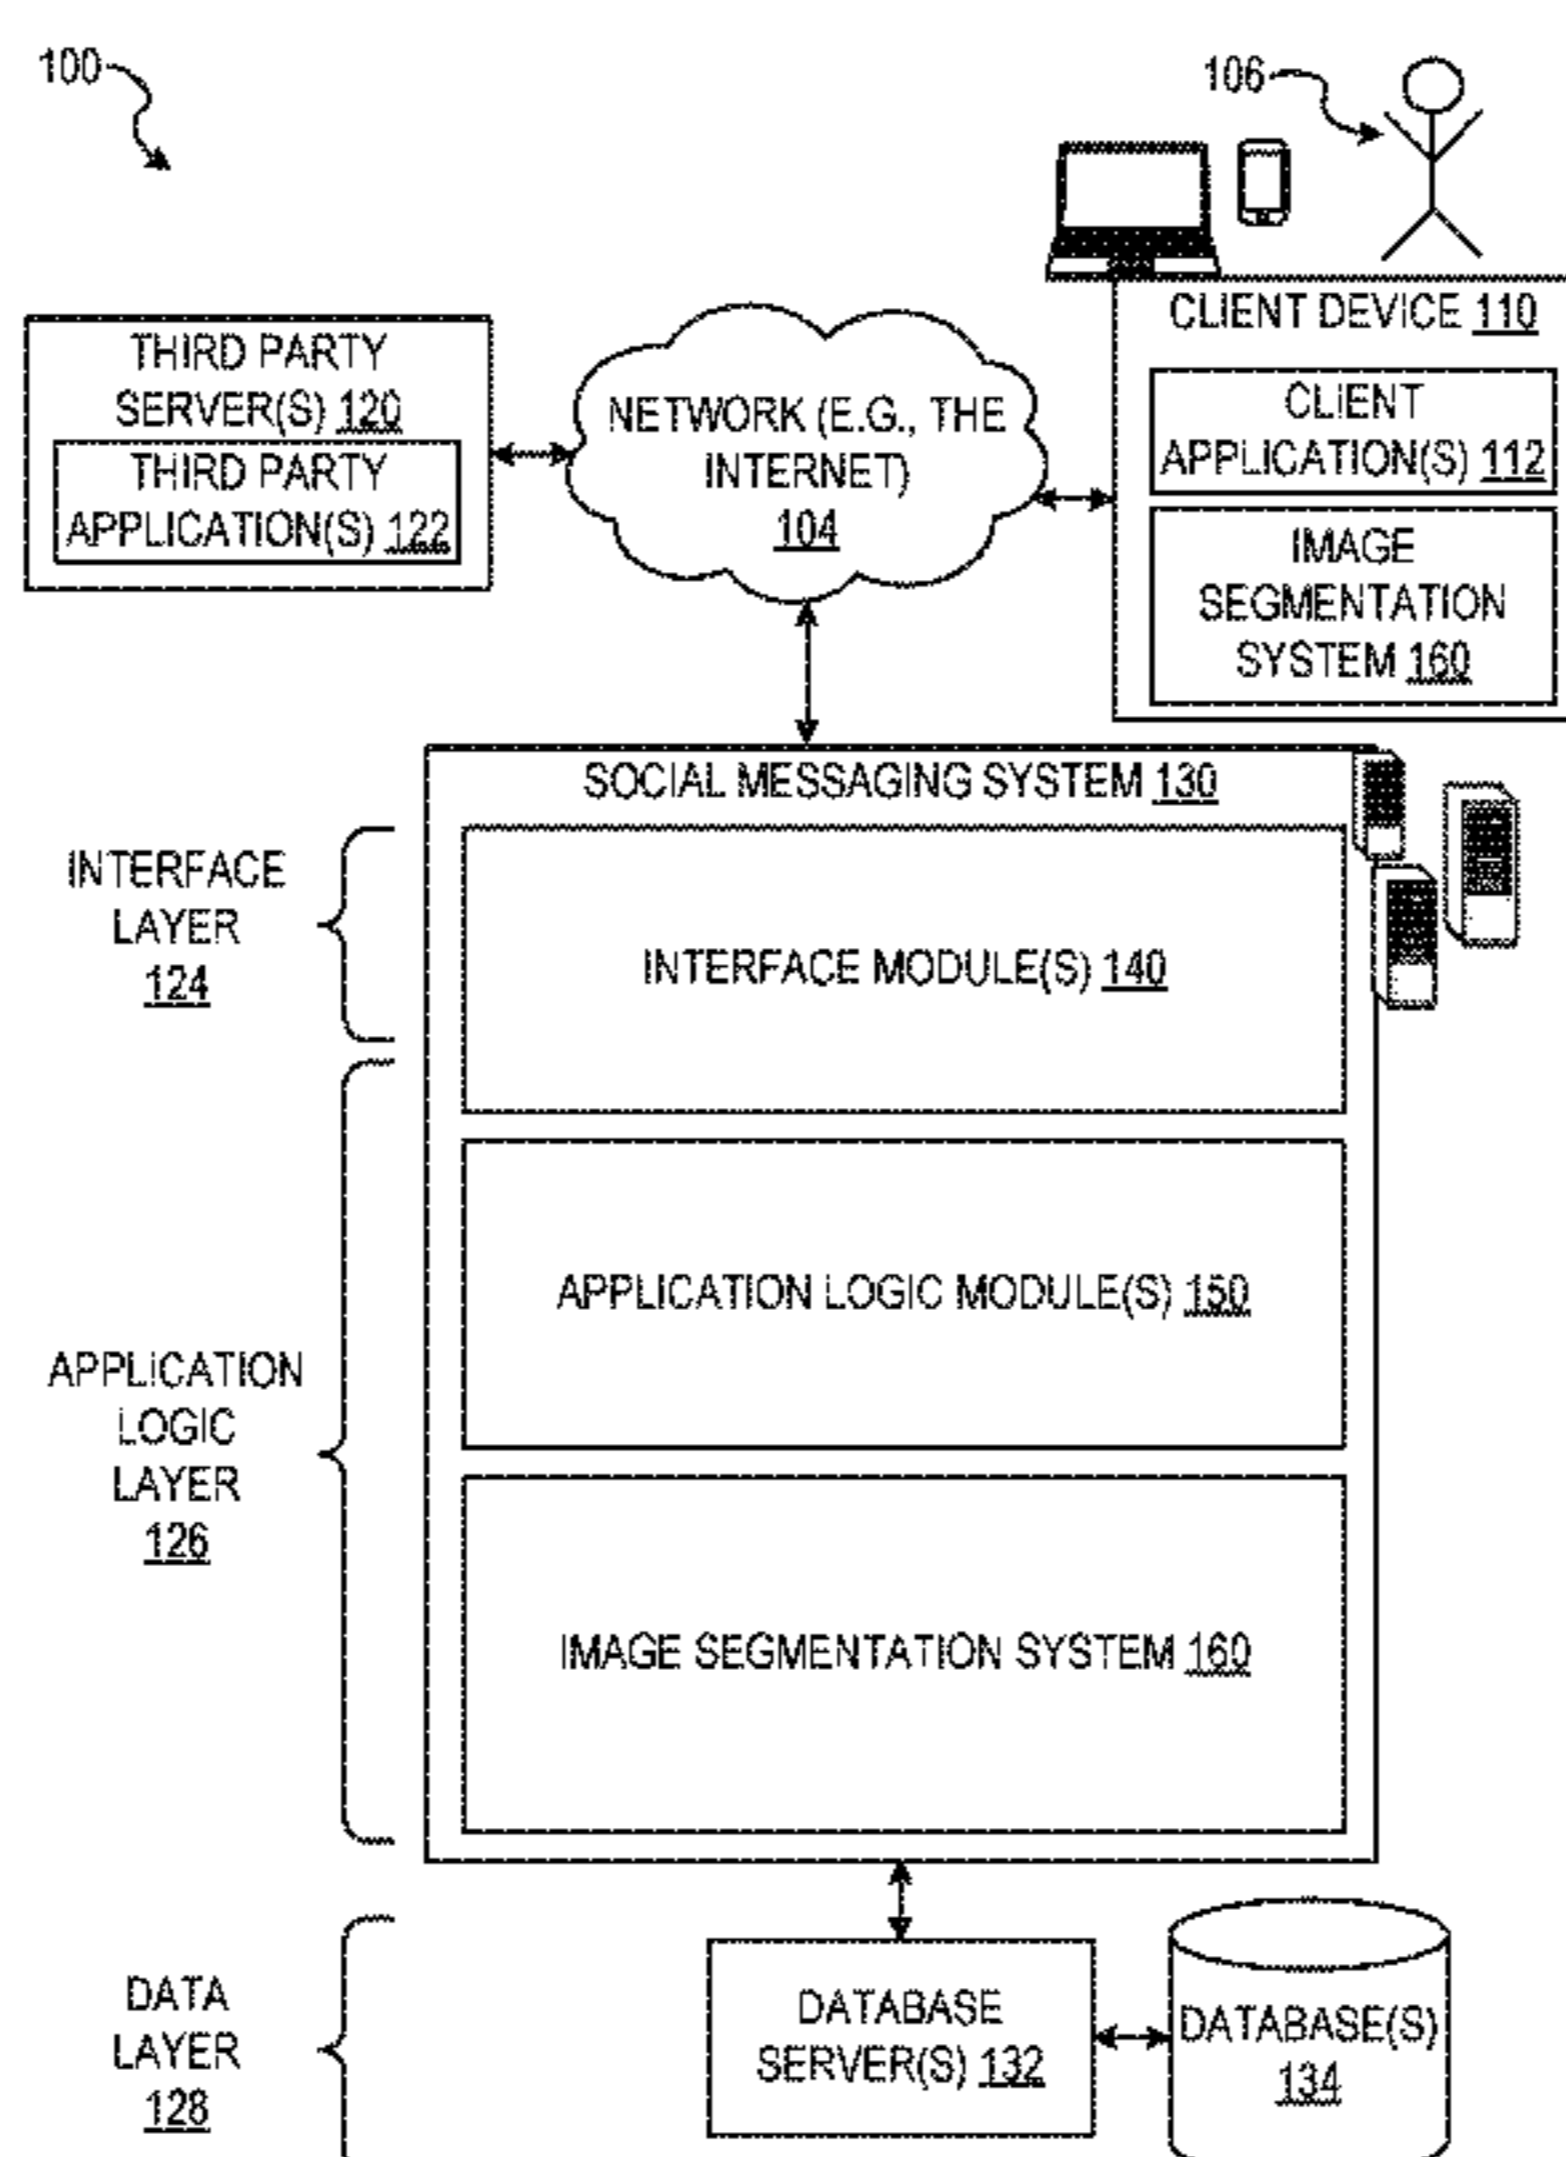 100
106
CLIENT DEVICE 110
CLIENT
APPLICATION(S) 112
IMAGE
SEGMENTATION
SYSTEM 160
THIRD PARTY
SERVER(S) 120
THIRD PARTY
APPLICATION(S) 122
NETWORK (E.G., THE
INTERNET)
104
SOCIAL MESSAGING SYSTEM 130
INTERFACE
LAYER
124
INTERFACE MODULE(S) 140
APPLICATION LOGIC MODULE(S) 150
APPLICATION
LOGIC
LAYER
126
IMAGE SEGMENTATION SYSTEM 160
DATA
LAYER
128
DATABASE
SERVER(S) 132
DATABASE(S)
134